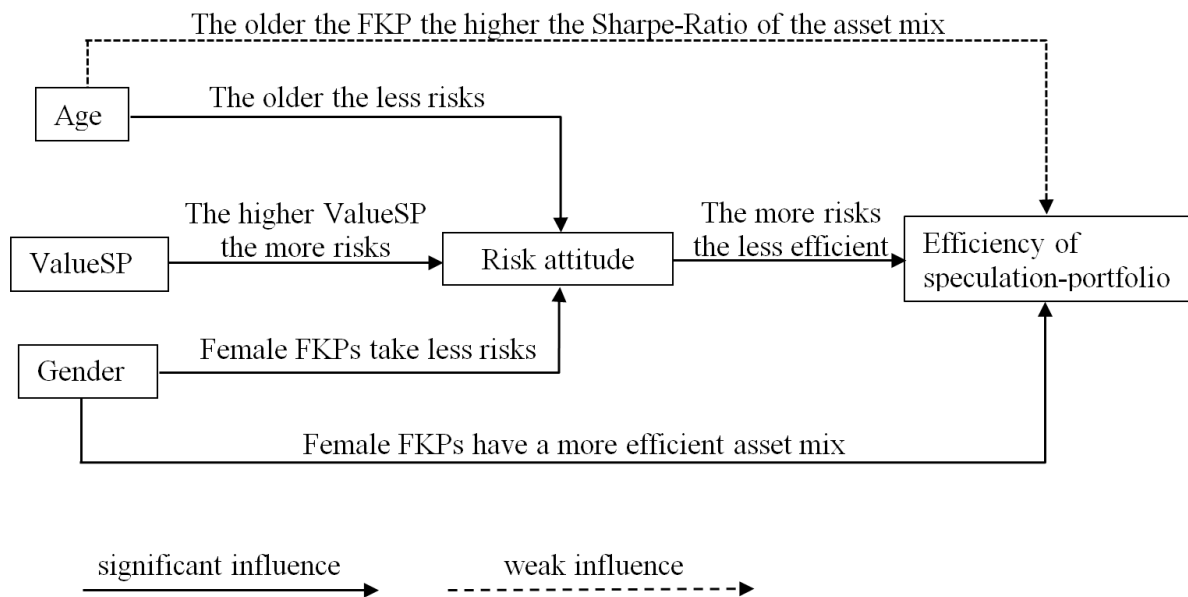 The older the FKP the higher the Sharpe-Ratio of the asset mix
Age
The older the less risks
ValueSP
The higher ValueSP
the more risks
Risk attitude
The more risks
the less efficient
Efficiency of
speculation-portfolio
Gender
Female FKPs take less risks
Female FKPs have a more efficient asset mix
significant influence
weak influence